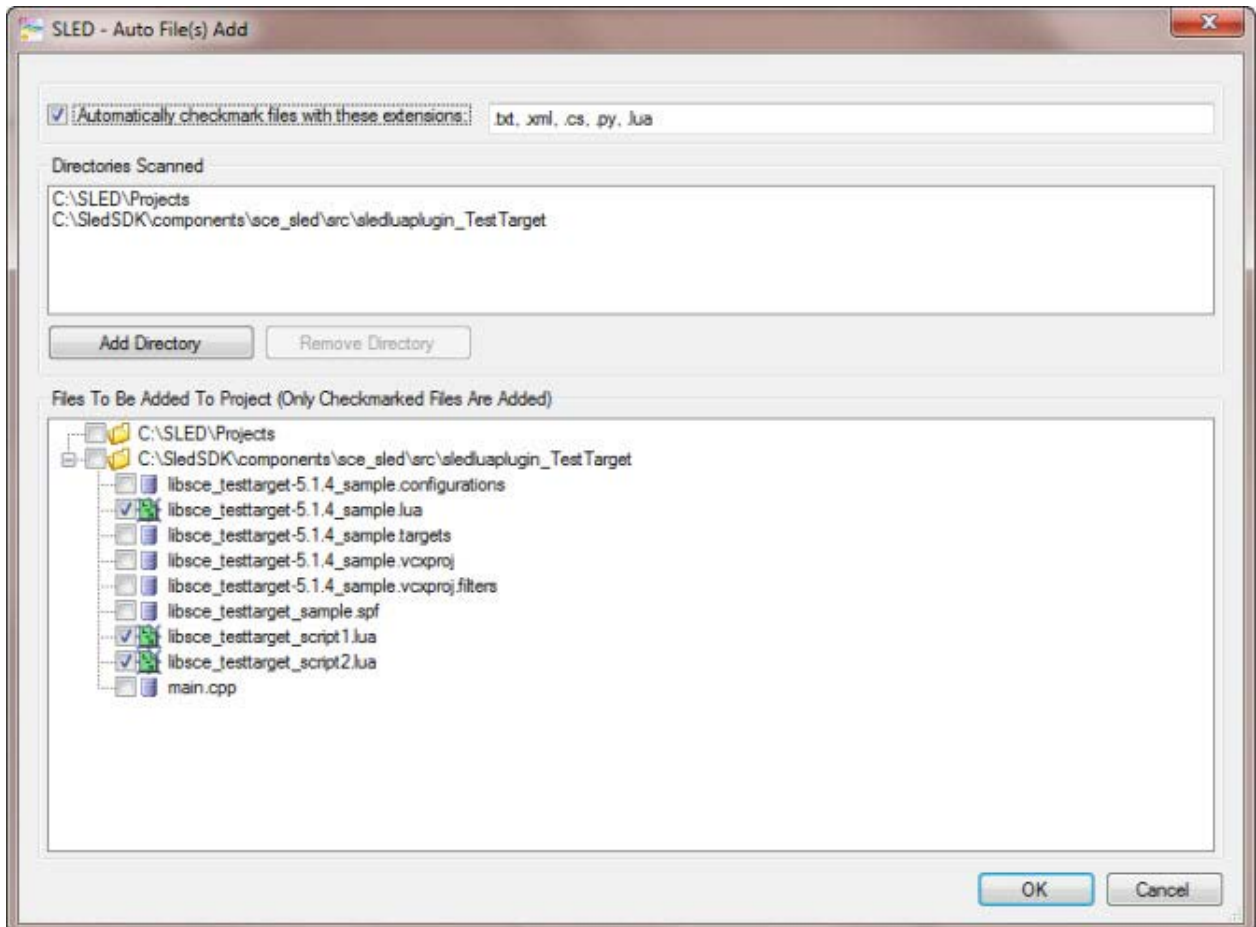 SLED - Auto File(s) Add
Automatically checkmark files with these extensions: .txt, .xml, .cs, .py, .lua
Directories Scanned
C:\SLED\Projects
C:\SledSDK\components\sce_sled\src\sledluaplugin_TestTarget
Add Directory Remove Directory
Files To Be Added To Project (Only Checkmarked Files Are Added)
C:\SLED\Projects
C:\SledSDK\components\sce_sled\src\sledluaplugin_TestTarget
libsce_testtarget-5.1.4_sample.configurations
libsce_testtarget-5.1.4_sample.lua
libsce_testtarget-5.1.4_sample.targets
libsce_testtarget-5.1.4_sample.vcxproj
libsce_testtarget-5.1.4_sample.vcxproj.filters
libsce_testtarget_sample.spf
libsce_testtarget_script1.lua
libsce_testtarget_script2.lua
main.cpp
OK Cancel